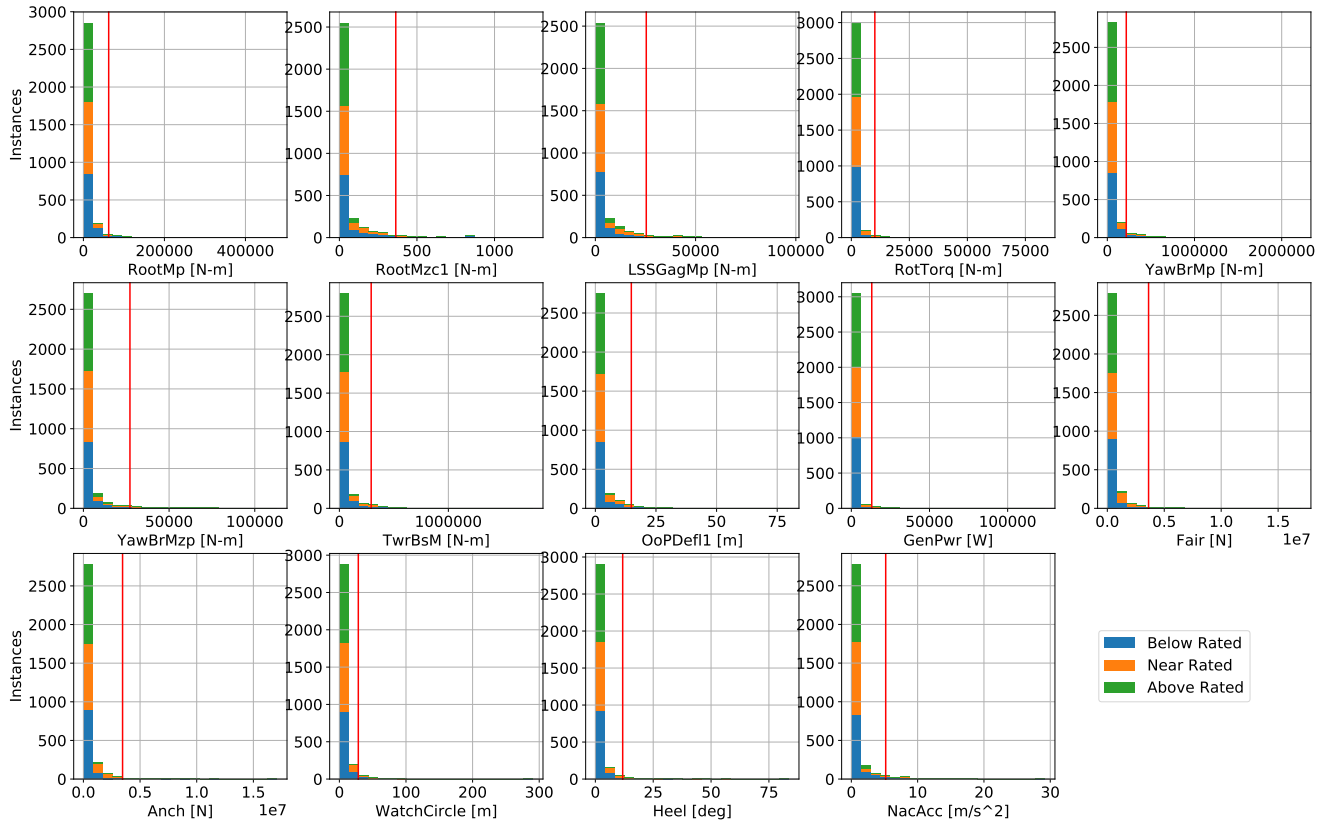 3000
2500
2000
1500
1000
500
0
Instances
0 200000 400000
RootMp [N-m]
2500
2000
1500
1000
500
0
0 500 1000
RootMzc1 [N-m]
2500
2000
1500
1000
500
0
0 50000 100000
LSSGagMp [N-m]
3000
2500
2000
1500
1000
500
0
0 25000 50000 75000
RotTorq [N-m]
2500
2000
1500
1000
500
0
0 1000000 2000000
YawBrMp [N-m]
2500
2000
1500
1000
500
0
Instances
0 50000 100000
YawBrMzp [N-m]
2500
2000
1500
1000
500
0
0 1000000
TwrBsM [N-m]
2500
2000
1500
1000
500
0
0 25 50 75
OoPDefl1 [m]
3000
2500
2000
1500
1000
500
0
0 50000 100000
GenPwr [W]
2500
2000
1500
1000
500
0
0.0 0.5 1.0 1.5
1e7
Fair [N]
2500
2000
1500
1000
500
0
Instances
0.0 0.5 1.0 1.5
1e7
Anch [N]
3000
2500
2000
1500
1000
500
0
0 100 200 300
WatchCircle [m]
3000
2500
2000
1500
1000
500
0
0 25 50 75
Heel [deg]
2500
2000
1500
1000
500
0
0 10 20 30
NacAcc [m/s^2]
Below Rated
Near Rated
Above Rated